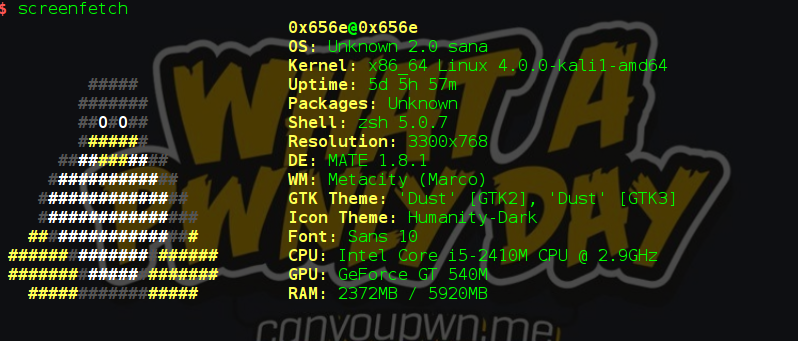 $ screenfetch
0x656e@0x656e
OS: Unknown 2.0 sana
Kernel: x86_64 Linux 4.0.0-kali1-amd64
Uptime: 5d 5h 57m
Packages: Unknown
Shell: zsh 5.0.7
Resolution: 3300x768
DE: MATE 1.8.1
WM: Metacity (Marco)
GTK Theme: 'Dust' [GTK2], 'Dust' [GTK3]
Icon Theme: Humanity-Dark
Font: Sans 10
CPU: Intel Core i5-2410M CPU @ 2.9GHz
GPU: GeForce GT 540M
RAM: 2372MB / 5920MB
WHAT A
PWNY DAY
canyoupwn.me